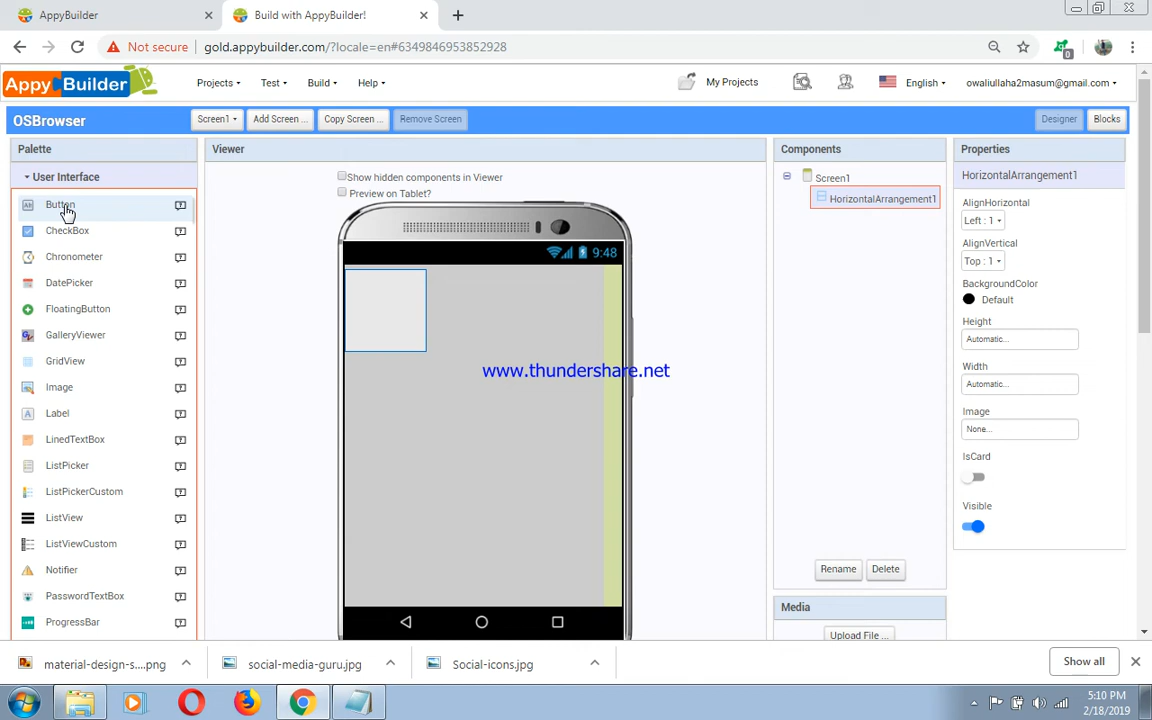 AppyBuilder
Build with AppyBuilder!
Not secure
gold.appybuilder.com/?locale=en#6349846953852928
0
Appy Builder
Projects
Test
Build
Help
My Projects
English
owaliullaha2masum@gmail.com
OSBrowser
Screen1
Add Screen ...
Copy Screen ...
Remove Screen
Designer
Blocks
Palette
Viewer
Components
Properties
User Interface
Show hidden components in Viewer
Preview on Tablet?
Screen1
HorizontalArrangement1
HorizontalArrangement1
Button
CheckBox
Chronometer
DatePicker
FloatingButton
GalleryViewer
GridView
Image
Label
LinedTextBox
ListPicker
ListPickerCustom
ListView
ListViewCustom
Notifier
PasswordTextBox
ProgressBar
9:48
www.thundershare.net
AlignHorizontal
Left : 1
AlignVertical
Top : 1
BackgroundColor
Default
Height
Automatic...
Width
Automatic...
Image
None...
IsCard
Visible
Rename
Delete
Media
Upload File ...
material-design-s....png
social-media-guru.jpg
Social-icons.jpg
Show all
5:10 PM
2/18/2019